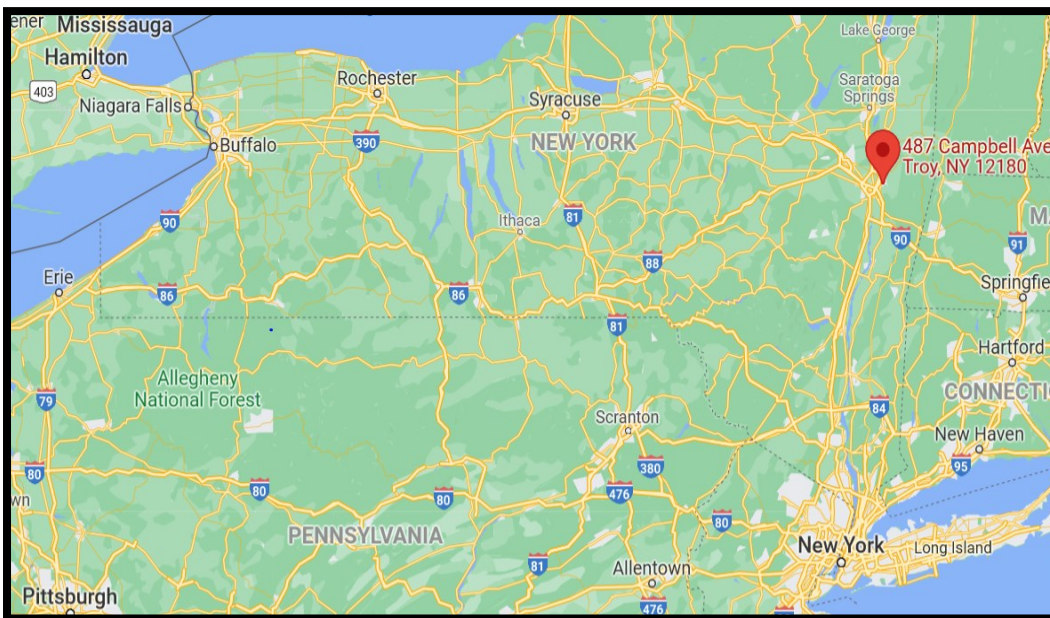 ener
Mississauga
Hamilton
403
Niagara Falls
Buffalo
Rochester
390
Syracuse
NEW YORK
Lake George
Saratoga
Springs
487 Campbell Ave
Troy, NY 12180
90
Ithaca
81
88
90
M
91
Erie
86
86
Springfie
81
Hartford
Allegheny
National Forest
79
CONNECTI
84
Scranton
New Haven
80
380
95
wn
80
80
476
80
PENNSYLVANIA
New York
Long Island
81
Allentown
Pittsburgh
476